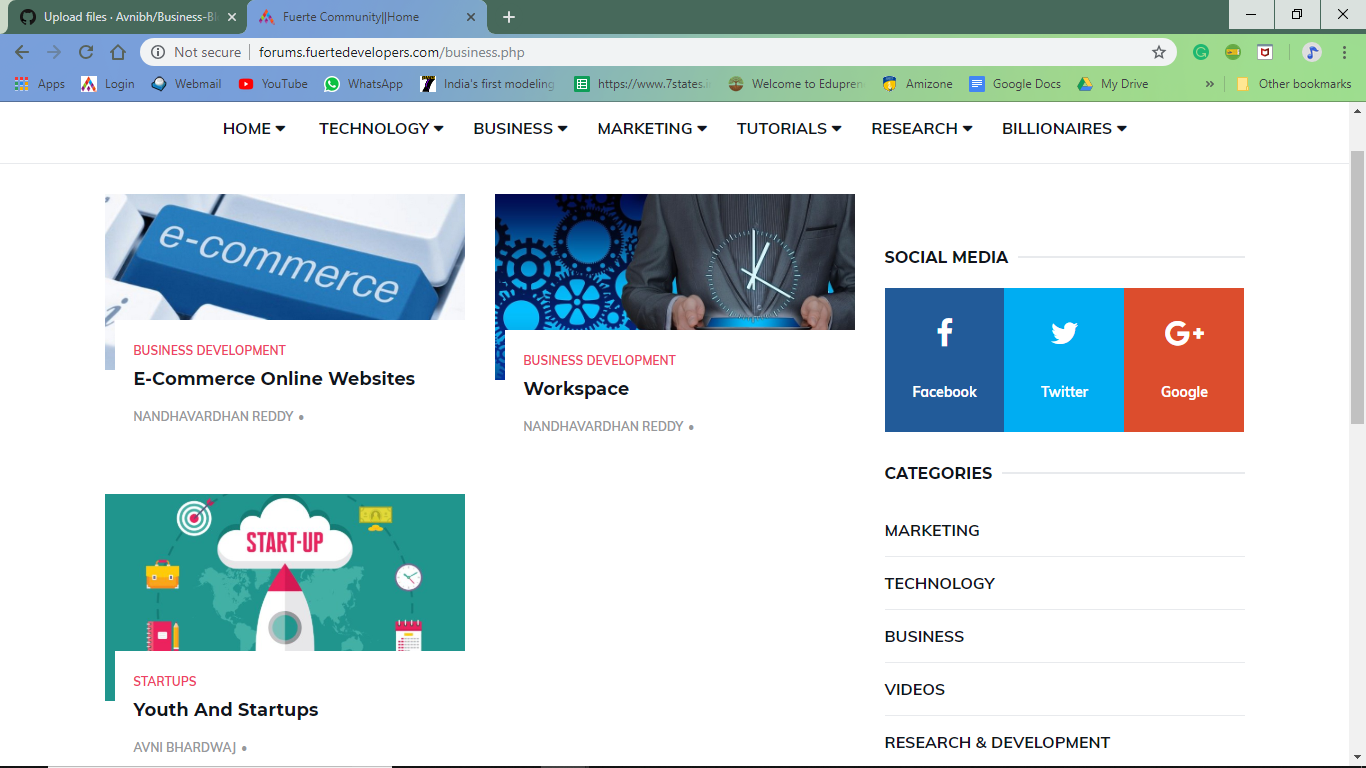 Upload files · Avnibh/Business-Bl
Fuerte Community||Home
Not secure
forums.fuertedevelopers.com/business.php
Apps
Login
Webmail
YouTube
WhatsApp
India's first modeling
https://www.7states.i
Welcome to Edupren
Amizone
Google Docs
My Drive
»
Other bookmarks
HOME
TECHNOLOGY
BUSINESS
MARKETING
TUTORIALS
RESEARCH
BILLIONAIRES
e-commerce
BUSINESS DEVELOPMENT
E-Commerce Online Websites
NANDHAVARDHAN REDDY •
BUSINESS DEVELOPMENT
Workspace
NANDHAVARDHAN REDDY •
START-UP
STARTUPS
Youth And Startups
AVNI BHARDWAJ •
SOCIAL MEDIA
Facebook
Twitter
G+
Google
CATEGORIES
MARKETING
TECHNOLOGY
BUSINESS
VIDEOS
RESEARCH & DEVELOPMENT